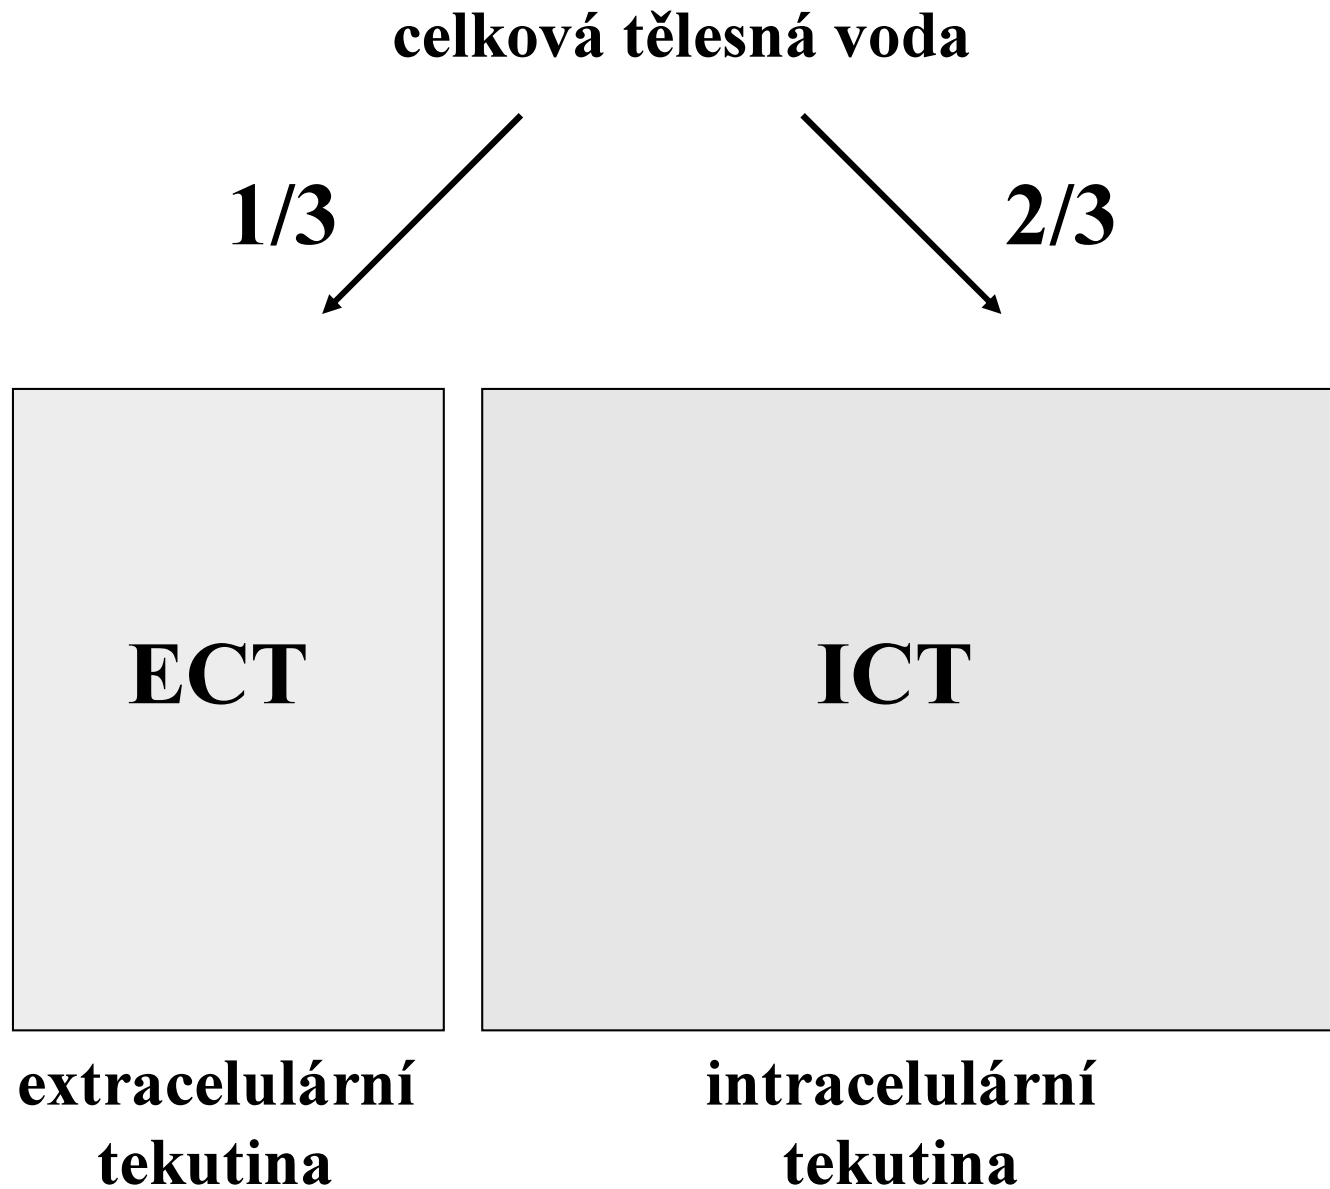 celková tělesná voda
1/3
2/3
ECT
ICT
extracelulární
tekutina
intracelulární
tekutina